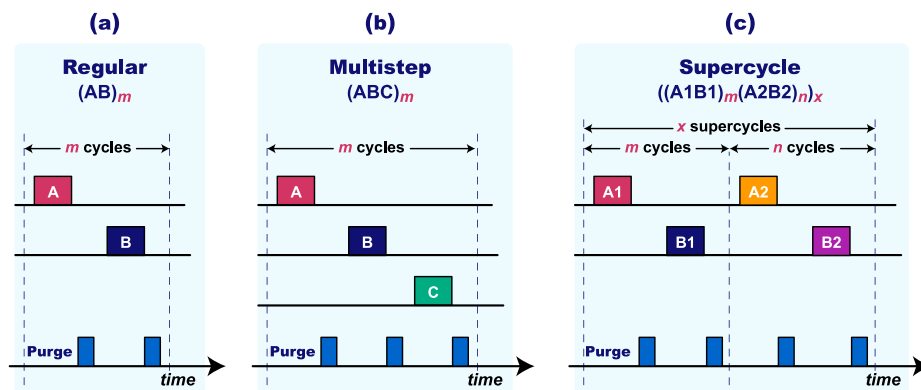 (a)
Regular
(AB)m
m cycles
A
B
Purge
time
(b)
Multistep
(ABC)m
m cycles
A
B
C
Purge
time
(c)
Supercycle
((A1B1)m(A2B2)n)x
x supercycles
m cycles
n cycles
A1
A2
B1
B2
Purge
time